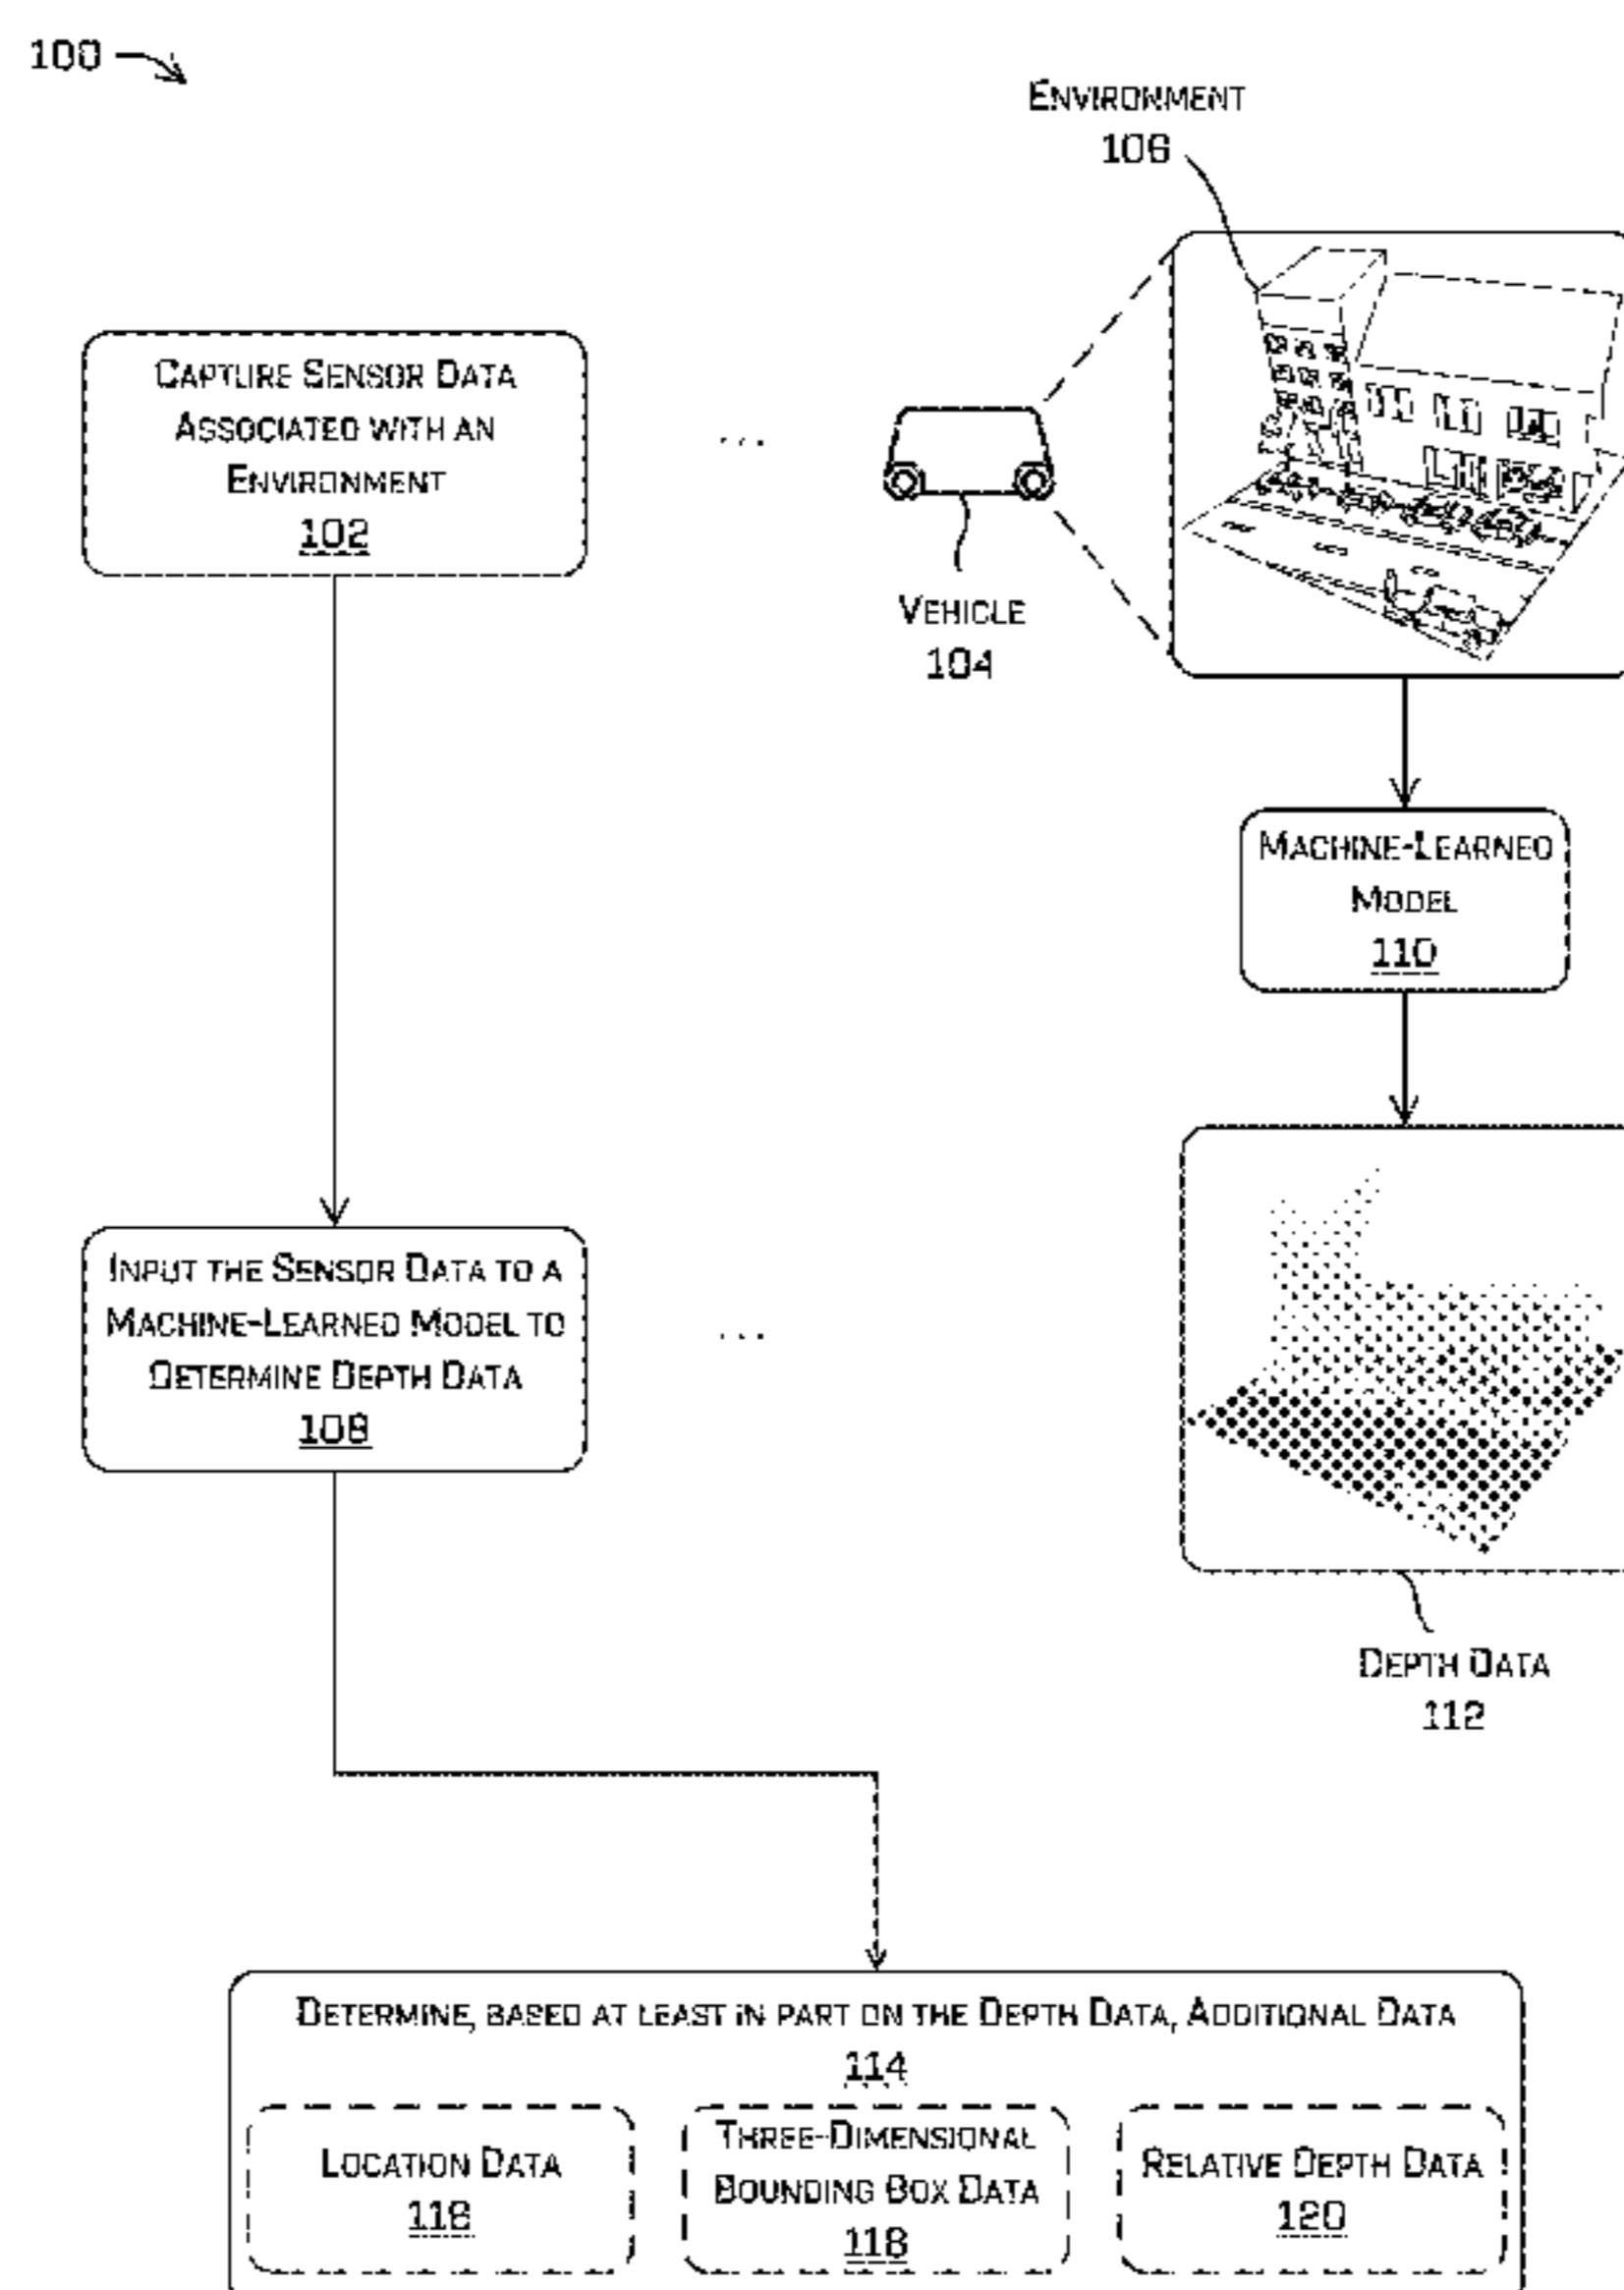 100
ENVIRONMENT
106
CAPTURE SENSOR DATA
ASSOCIATED WITH AN
ENVIRONMENT
102
...
VEHICLE
104
MACHINE-LEARNED
MODEL
110
INPUT THE SENSOR DATA TO A
MACHINE-LEARNED MODEL TO
DETERMINE DEPTH DATA
108
...
DEPTH DATA
112
DETERMINE, BASED AT LEAST IN PART ON THE DEPTH DATA, ADDITIONAL DATA
114
LOCATION DATA
116
THREE-DIMENSIONAL
BOUNDING BOX DATA
118
RELATIVE DEPTH DATA
120